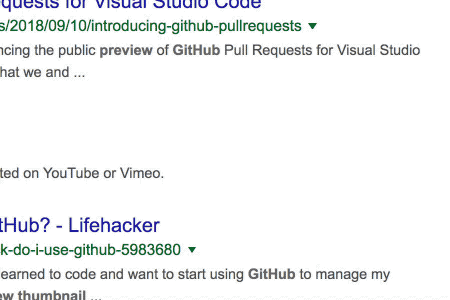 quests for Visual Studio Code
s/2018/09/10/introducing-github-pullrequests
ncing the public preview of GitHub Pull Requests for Visual Studio
hat we and ...
ted on YouTube or Vimeo.
tHub? - Lifehacker
k-do-i-use-github-5983680
earned to code and want to start using GitHub to manage my
ew thumbnail ...